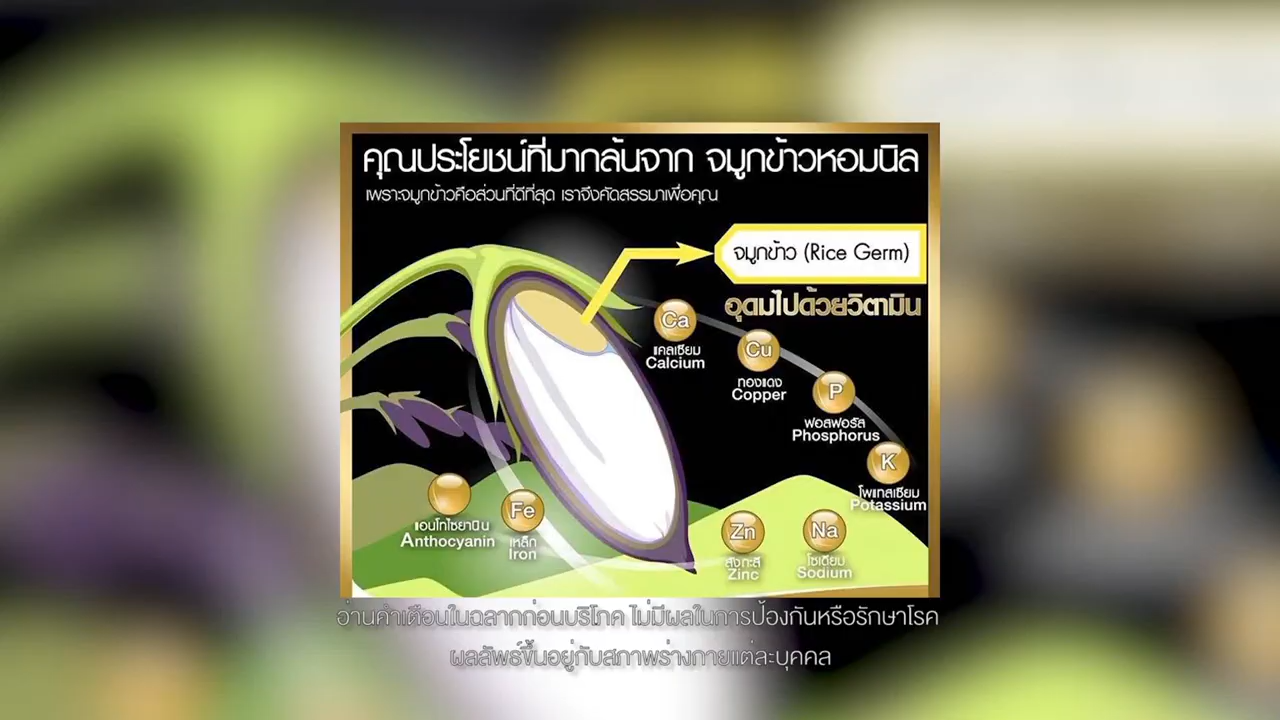 คุณประโยชน์ที่มากล้นจาก จมูกข้าวหอมนิล
เพราะจมูกข้าวคือส่วนที่ดีที่สุด เราจึงคัดสรรมาเพื่อคุณ
จมูกข้าว (Rice Germ)
อุดมไปด้วยวิตามิน
Ca
แคลเซียม
Calcium
Cu
ทองแดง
Copper
P
ฟอสฟอรัส
Phosphorus
K
โพแทสเซียม
Potassium
แอนโทไซยานิน
Anthocyanin
Fe
เหล็ก
Iron
Zn
สังกะสี
Zinc
Na
โซเดียม
Sodium
อ่านคำเตือนในฉลากก่อนบริโภค ไม่มีผลในการป้องกันหรือรักษาโรค
ผลลัพธ์ขึ้นอยู่กับสภาพร่างกายแต่ละบุคคล